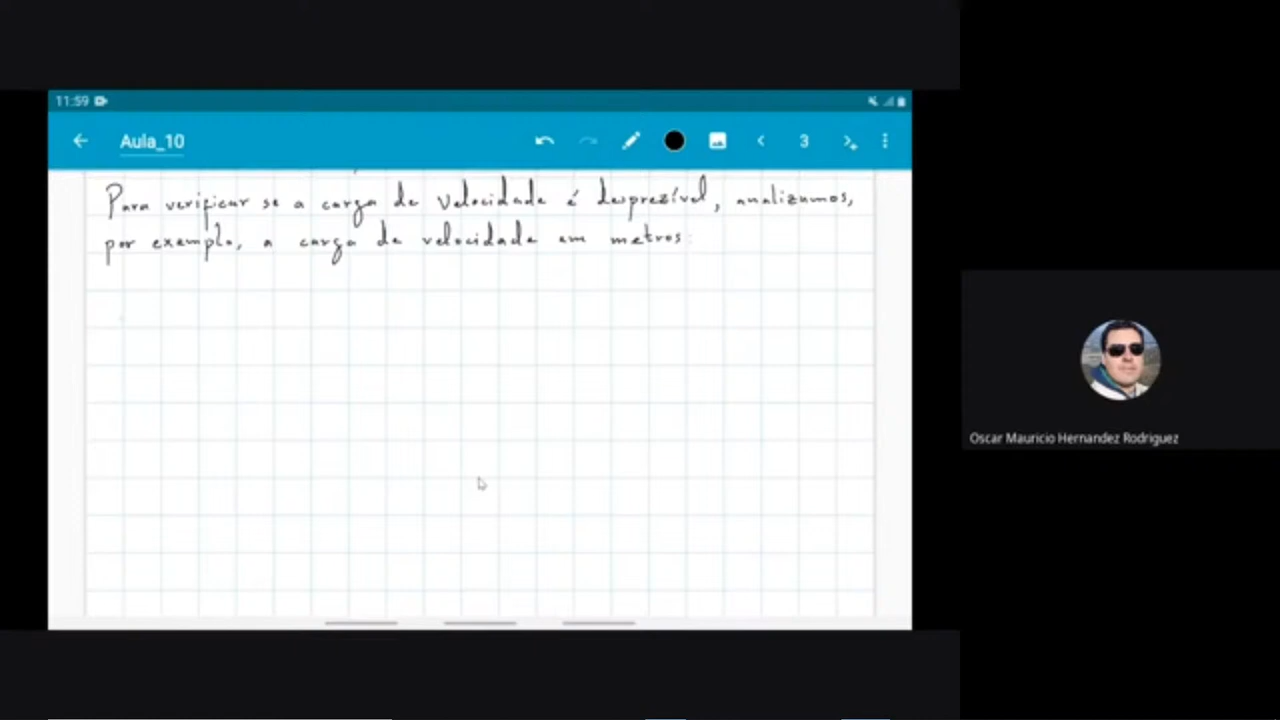 11:59
Aula_10
3
Para verificar se a carga de velocidade é desprezível, analizamos,
por exemplo, a carga de velocidade em metros:
Oscar Mauricio Hernandez Rodriguez